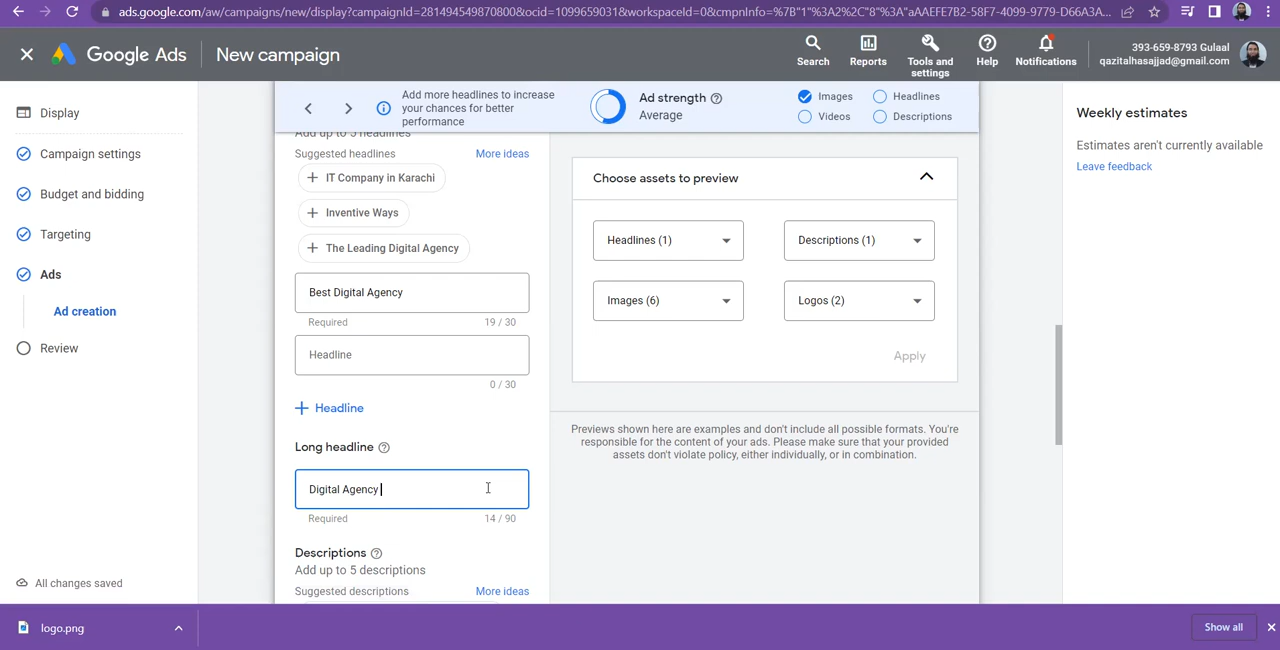 ads.google.com/aw/campaigns/new/display?campaignId=281494549870800&ocid=1099659031&workspaceId=0&cmpnInfo=%7B"1"%3A2%2C"8"%3A"aAAEFE7B2-58F7-4099-9779-D66A3A...
Google Ads
New campaign
Search
Reports
Tools and
settings
Help
Notifications
393-659-8793 Gulaal
qazitalhasajjad@gmail.com
Display
Campaign settings
Budget and bidding
Targeting
Ads
Ad creation
Review
All changes saved
Add more headlines to increase
your chances for better
performance
Ad strength
Average
Images
Headlines
Videos
Descriptions
Add up to 5 headlines
Suggested headlines
More ideas
IT Company in Karachi
Inventive Ways
The Leading Digital Agency
Best Digital Agency
Required
19 / 30
Headline
0 / 30
Headline
Long headline
Digital Agency
Required
14 / 90
Descriptions
Add up to 5 descriptions
Suggested descriptions
More ideas
Choose assets to preview
Headlines (1)
Descriptions (1)
Images (6)
Logos (2)
Apply
Previews shown here are examples and don't include all possible formats. You're
responsible for the content of your ads. Please make sure that your provided
assets don't violate policy, either individually, or in combination.
Weekly estimates
Estimates aren't currently available
Leave feedback
logo.png
Show all